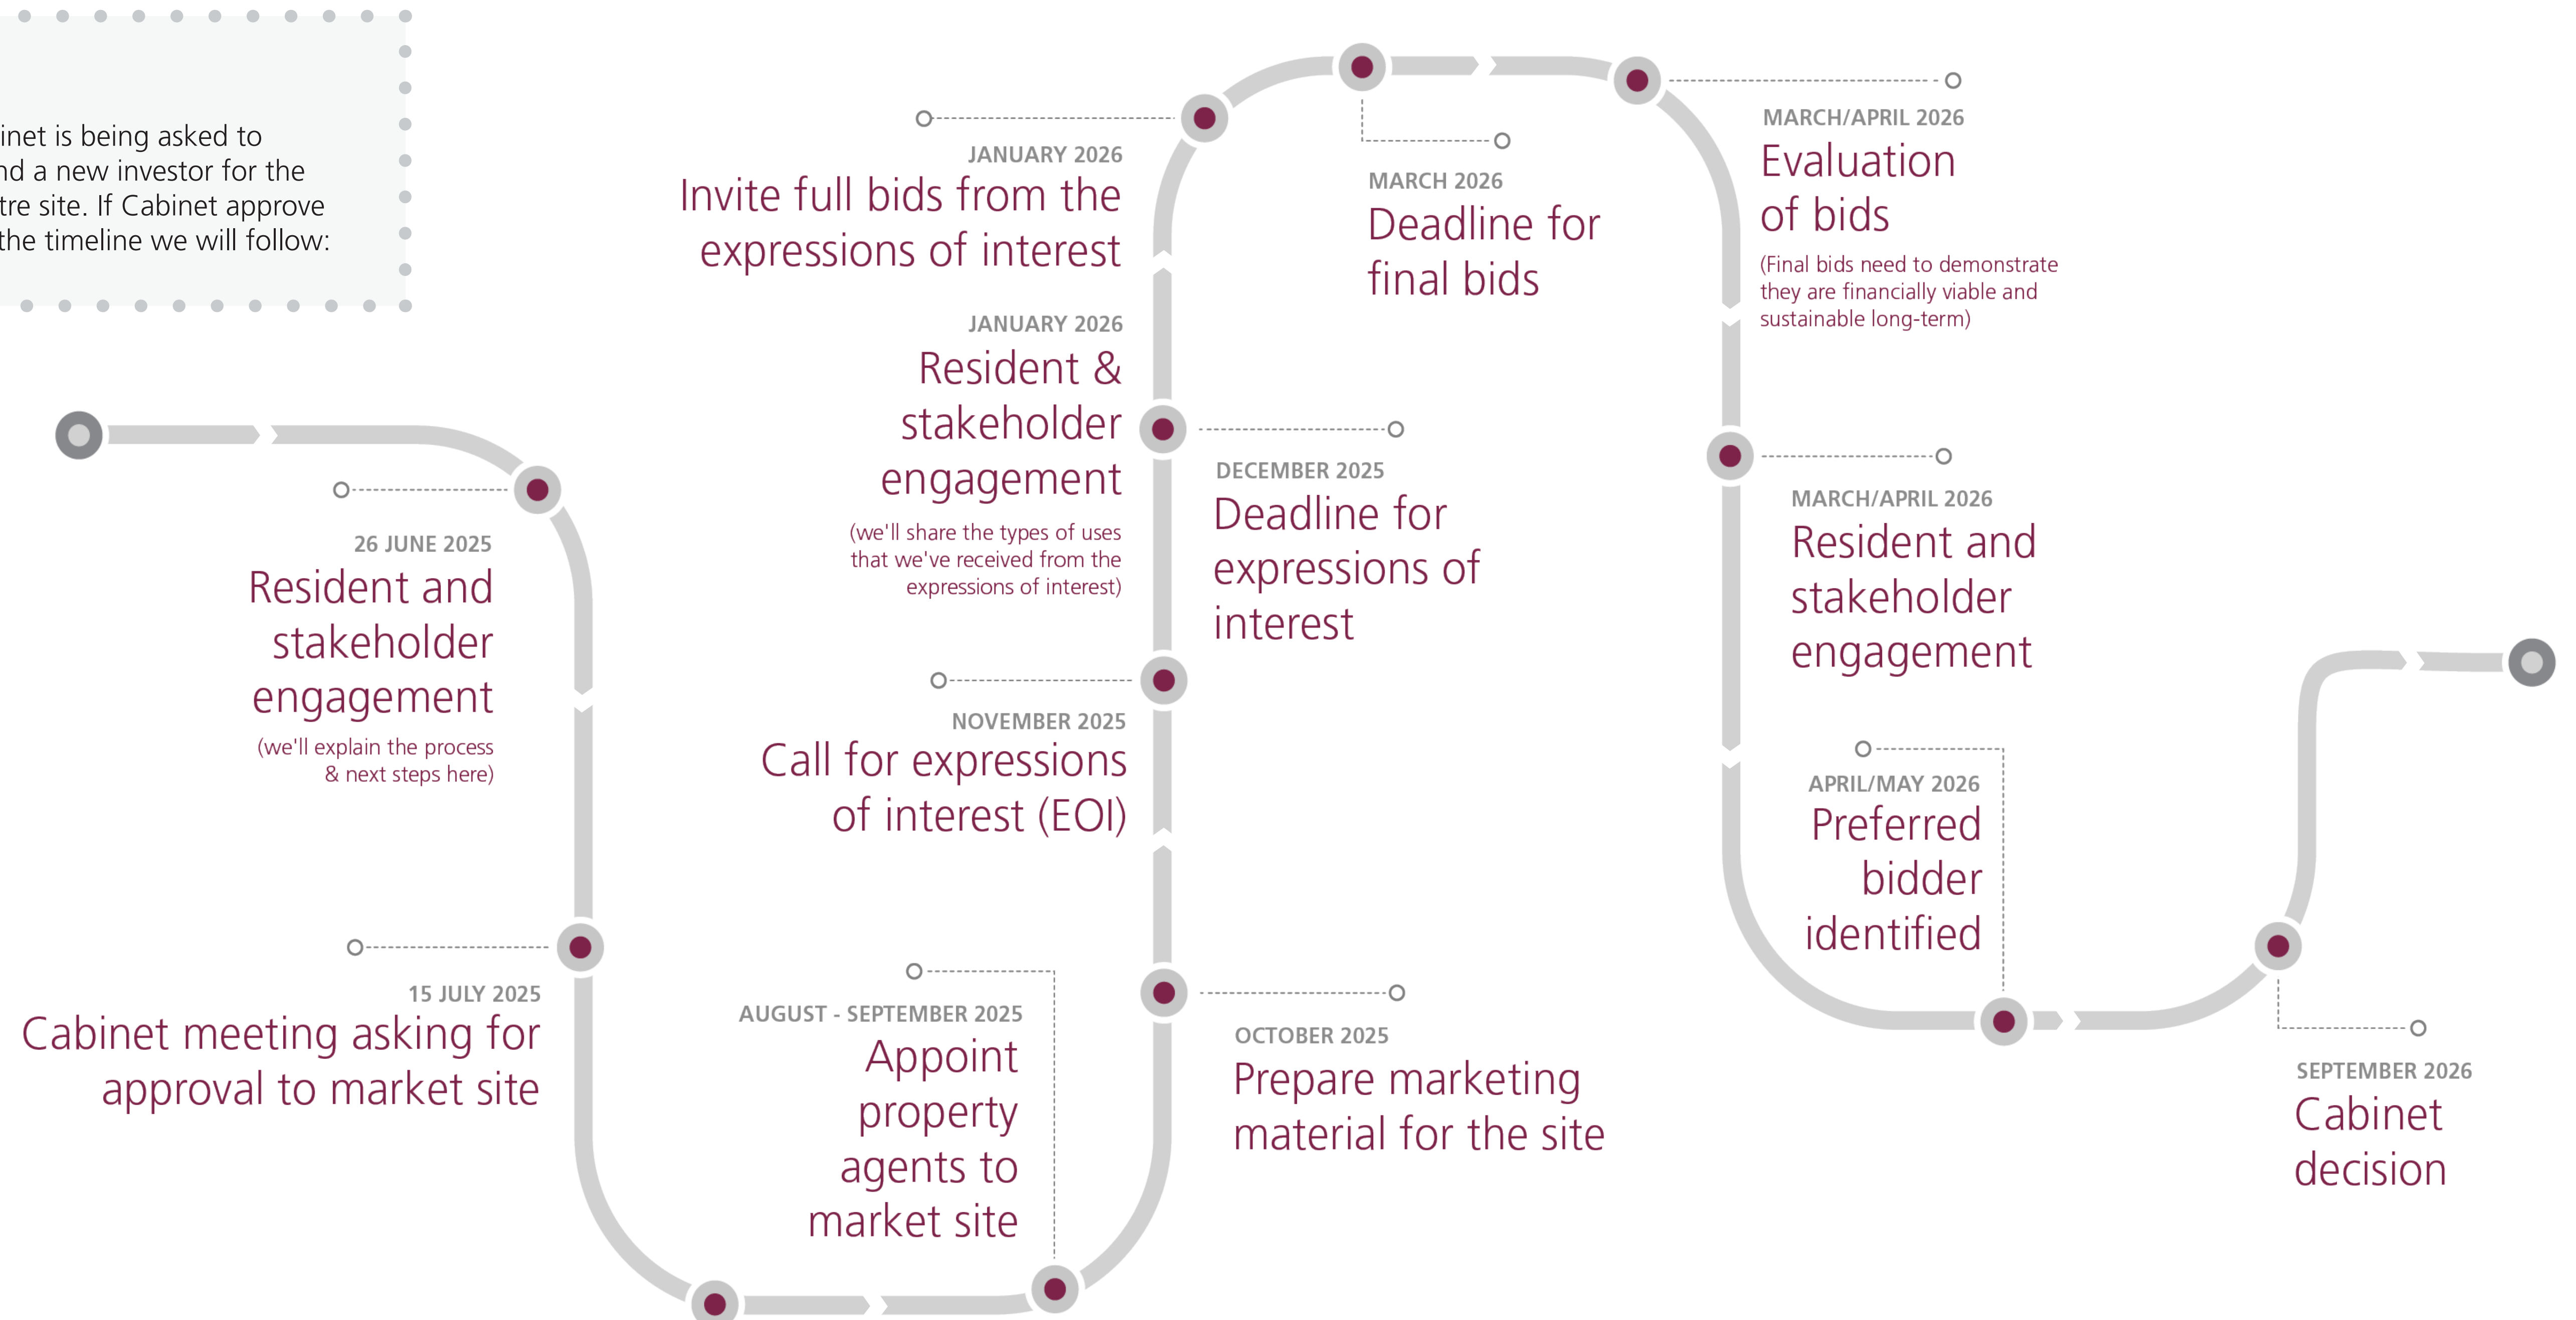 is being asked to
a new investor for the
site. If Cabinet approve
the timeline we will follow:
26 JUNE 2025
Resident and
stakeholder
engagement
(we'll explain the process
& next steps here)
15 JULY 2025
Cabinet meeting asking for
approval to market site
AUGUST - SEPTEMBER 2025
Appoint
property
agents to
market site
OCTOBER 2025
Prepare marketing
material for the site
NOVEMBER 2025
Call for expressions
of interest (EOI)
DECEMBER 2025
Deadline for
expressions of
interest
JANUARY 2026
Resident &
stakeholder
engagement
(we'll share the types of uses
that we've received from the
expressions of interest)
JANUARY 2026
Invite full bids from the
expressions of interest
MARCH 2026
Deadline for
final bids
MARCH/APRIL 2026
Evaluation
of bids
(Final bids need to demonstrate
they are financially viable and
sustainable long-term)
MARCH/APRIL 2026
Resident and
stakeholder
engagement
APRIL/MAY 2026
Preferred
bidder
identified
SEPTEMBER 2026
Cabinet
decision